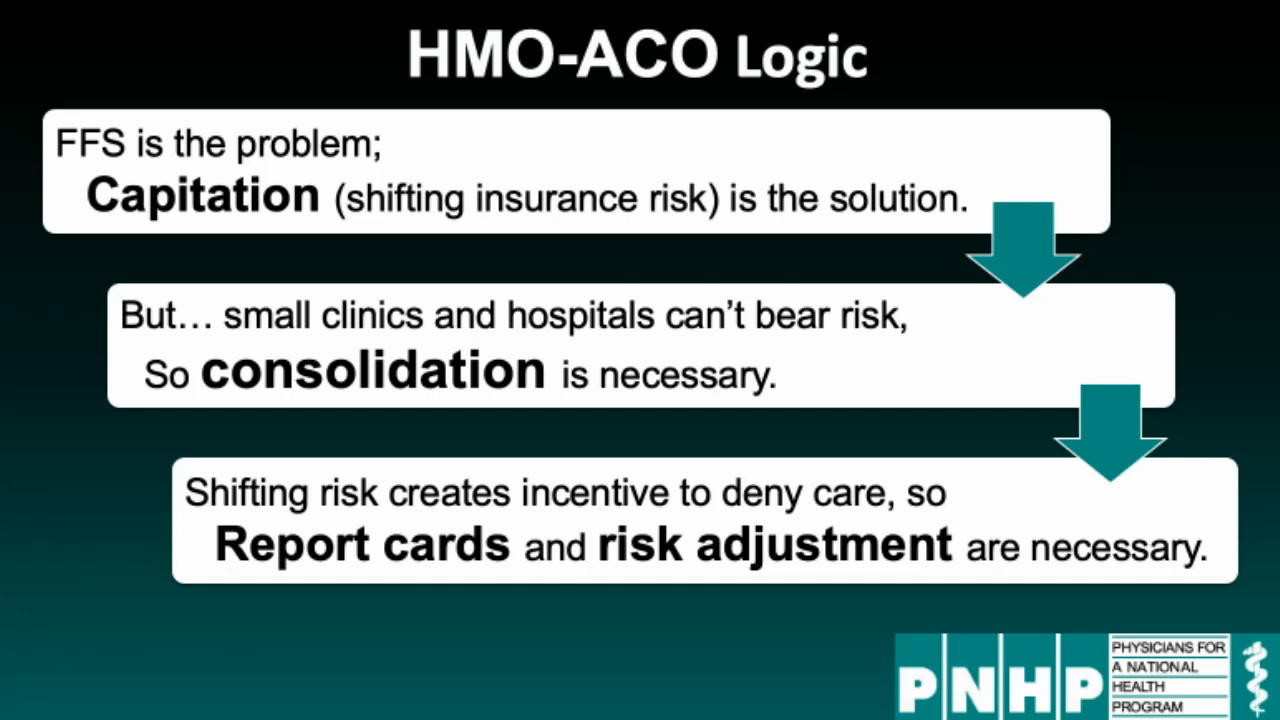 HMO-ACO Logic
FFS is the problem;
Capitation (shifting insurance risk) is the solution.
But… small clinics and hospitals can’t bear risk,
So consolidation is necessary.
Shifting risk creates incentive to deny care, so
Report cards and risk adjustment are necessary.
PNHP
PHYSICIANS FOR
A NATIONAL
HEALTH
PROGRAM